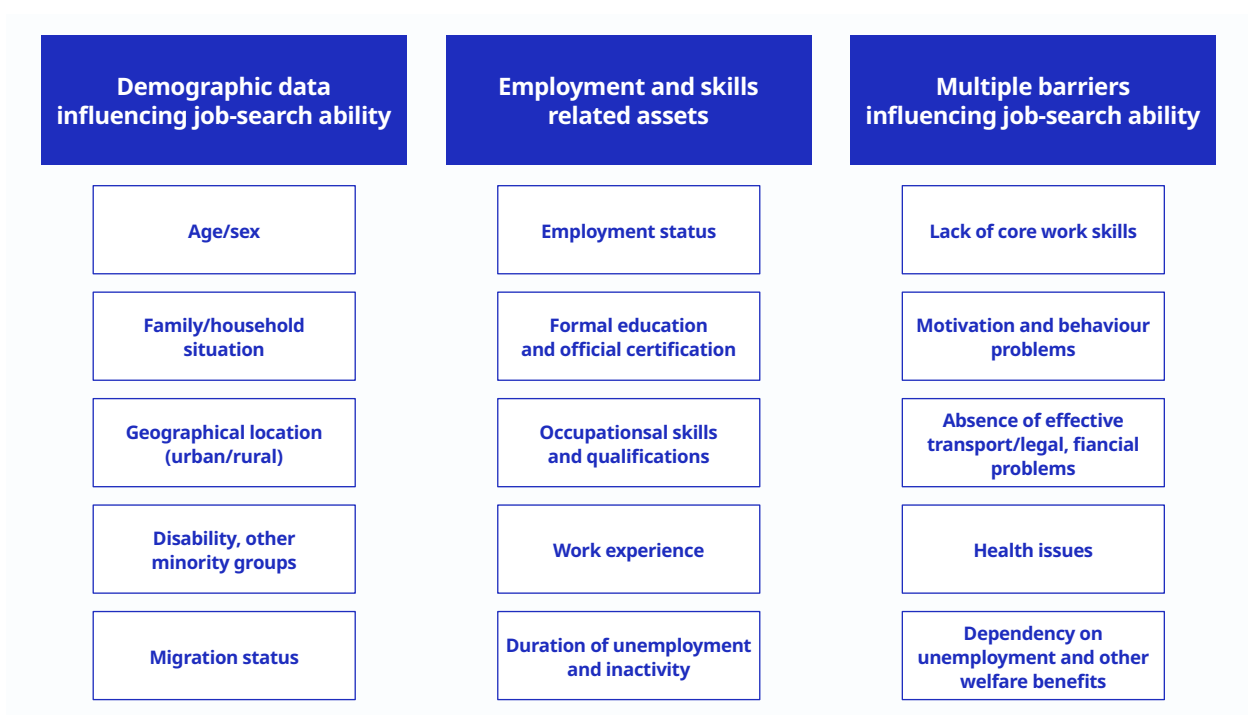 Demographic data
influencing job-search ability
Age/sex
Family/household
situation
Geographical location
(urban/rural)
Disability, other
minority groups
Migration status
Employment and skills
related assets
Employment status
Formal education
and official certification
Occupationsal skills
and qualifications
Work experience
Duration of unemployment
and inactivity
Multiple barriers
influencing job-search ability
Lack of core work skills
Motivation and behaviour
problems
Absence of effective
transport/legal, fiancial
problems
Health issues
Dependency on
unemployment and other
welfare benefits